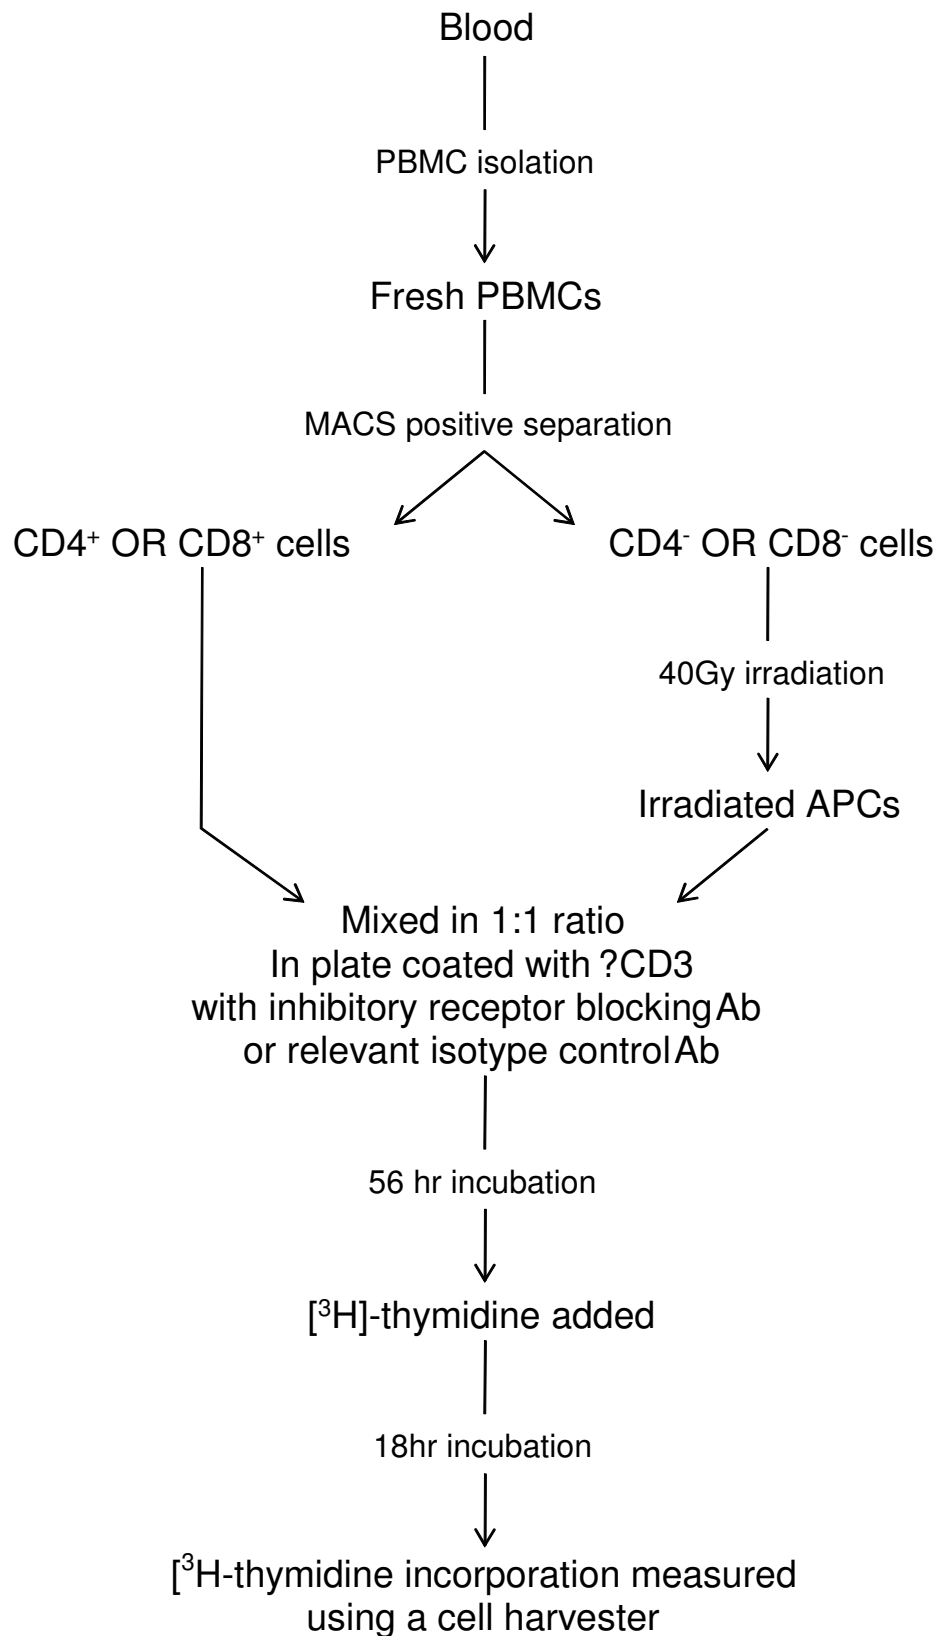 Blood
PBMC isolation
Fresh PBMCs
MACS positive separation
CD4⁺ OR CD8⁺ cells
CD4⁻ OR CD8⁻ cells
40Gy irradiation
Irradiated APCs
Mixed in 1:1 ratio
In plate coated with ?CD3
with inhibitory receptor blocking Ab
or relevant isotype control Ab
56 hr incubation
[³H]-thymidine added
18hr incubation
[³H-thymidine incorporation measured
using a cell harvester